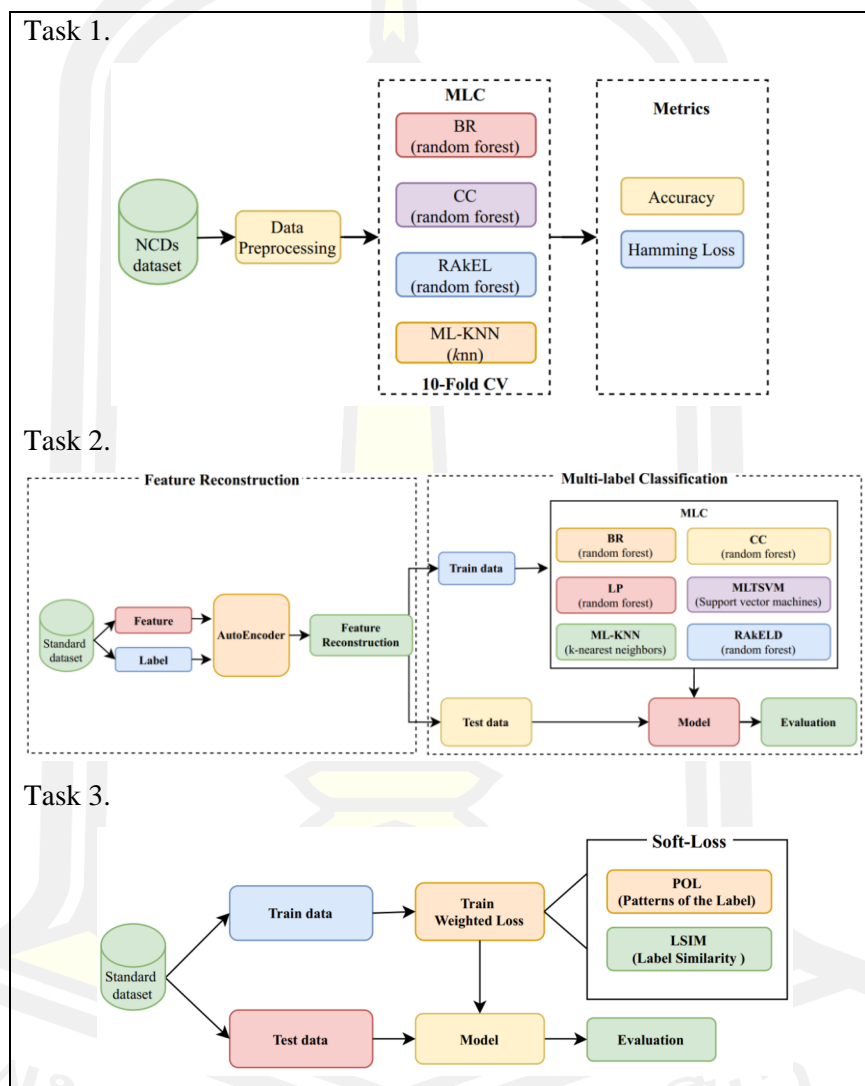 Task 1.
NCDs
dataset
Data
Preprocessing
MLC
BR
(random forest)
CC
(random forest)
RAkEL
(random forest)
ML-KNN
(knn)
10-Fold CV
Metrics
Accuracy
Hamming Loss
Task 2.
Feature Reconstruction
Standard
dataset
Feature
Label
AutoEncoder
Feature
Reconstruction
Multi-label Classification
Train data
MLC
BR
(random forest)
CC
(random forest)
LP
(random forest)
MLTSVM
(Support vector machines)
ML-KNN
(k-nearest neighbors)
RAkELD
(random forest)
Test data
Model
Evaluation
Task 3.
Standard
dataset
Train data
Train
Weighted Loss
Soft-Loss
POL
(Patterns of the Label)
LSIM
(Label Similarity )
Test data
Model
Evaluation